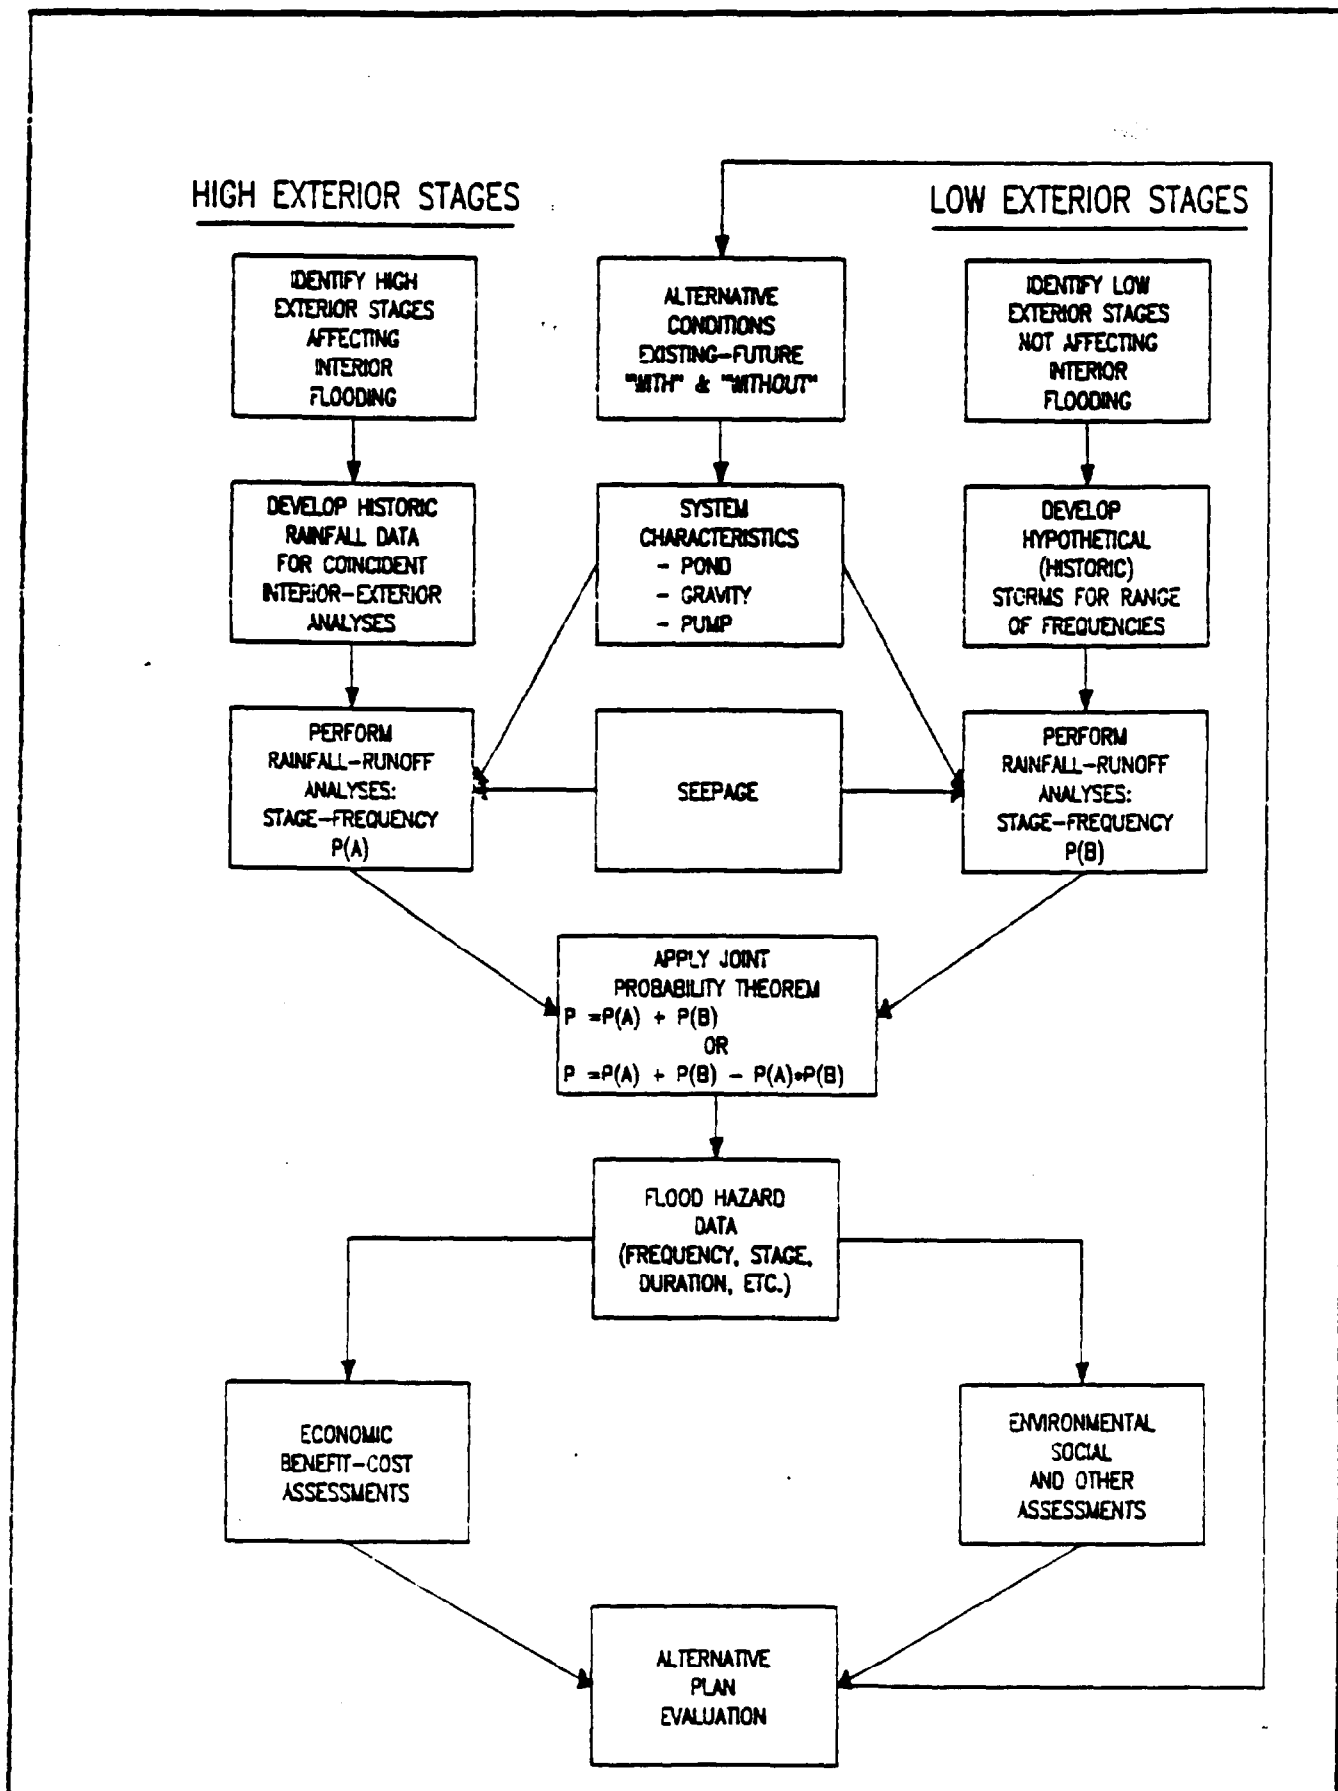 HIGH EXTERIOR STAGES
LOW EXTERIOR STAGES
IDENTIFY HIGH
EXTERIOR STAGES
AFFECTING
INTERIOR
FLOODING
ALTERNATIVE
CONDITIONS
EXISTING-FUTURE
"WITH" & "WITHOUT"
IDENTIFY LOW
EXTERIOR STAGES
NOT AFFECTING
INTERIOR
FLOODING
DEVELOP HISTORIC
RAINFALL DATA
FOR COINCIDENT
INTERIOR-EXTERIOR
ANALYSES
SYSTEM
CHARACTERISTICS
- POND
- GRAVITY
- PUMP
DEVELOP
HYPOTHETICAL
(HISTORIC)
STORMS FOR RANGE
OF FREQUENCIES
PERFORM
RAINFALL-RUNOFF
ANALYSES:
STAGE-FREQUENCY
P(A)
SEEPAGE
PERFORM
RAINFALL-RUNOFF
ANALYSES:
STAGE-FREQUENCY
P(B)
APPLY JOINT
PROBABILITY THEOREM
P =P(A) + P(B)
OR
P =P(A) + P(B) - P(A)*P(B)
FLOOD HAZARD
DATA
(FREQUENCY, STAGE,
DURATION, ETC.)
ECONOMIC
BENEFIT-COST
ASSESSMENTS
ENVIRONMENTAL
SOCIAL
AND OTHER
ASSESSMENTS
ALTERNATIVE
PLAN
EVALUATION